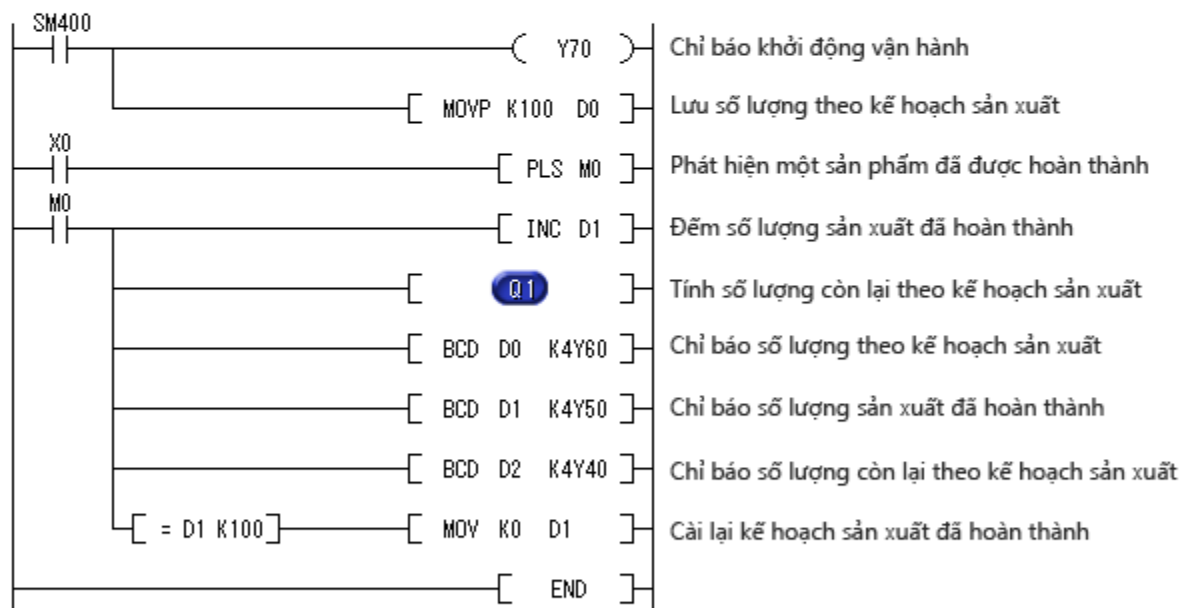 SM400
Y70 Chỉ báo khởi động vận hành
MOVP K100 D0 Lưu số lượng theo kế hoạch sản xuất
X0
PLS M0 Phát hiện một sản phẩm đã được hoàn thành
M0
INC D1 Đếm số lượng sản xuất đã hoàn thành
Q1 Tính số lượng còn lại theo kế hoạch sản xuất
BCD D0 K4Y60 Chỉ báo số lượng theo kế hoạch sản xuất
BCD D1 K4Y50 Chỉ báo số lượng sản xuất đã hoàn thành
BCD D2 K4Y40 Chỉ báo số lượng còn lại theo kế hoạch sản xuất
= D1 K100 MOV K0 D1 Cài lại kế hoạch sản xuất đã hoàn thành
END